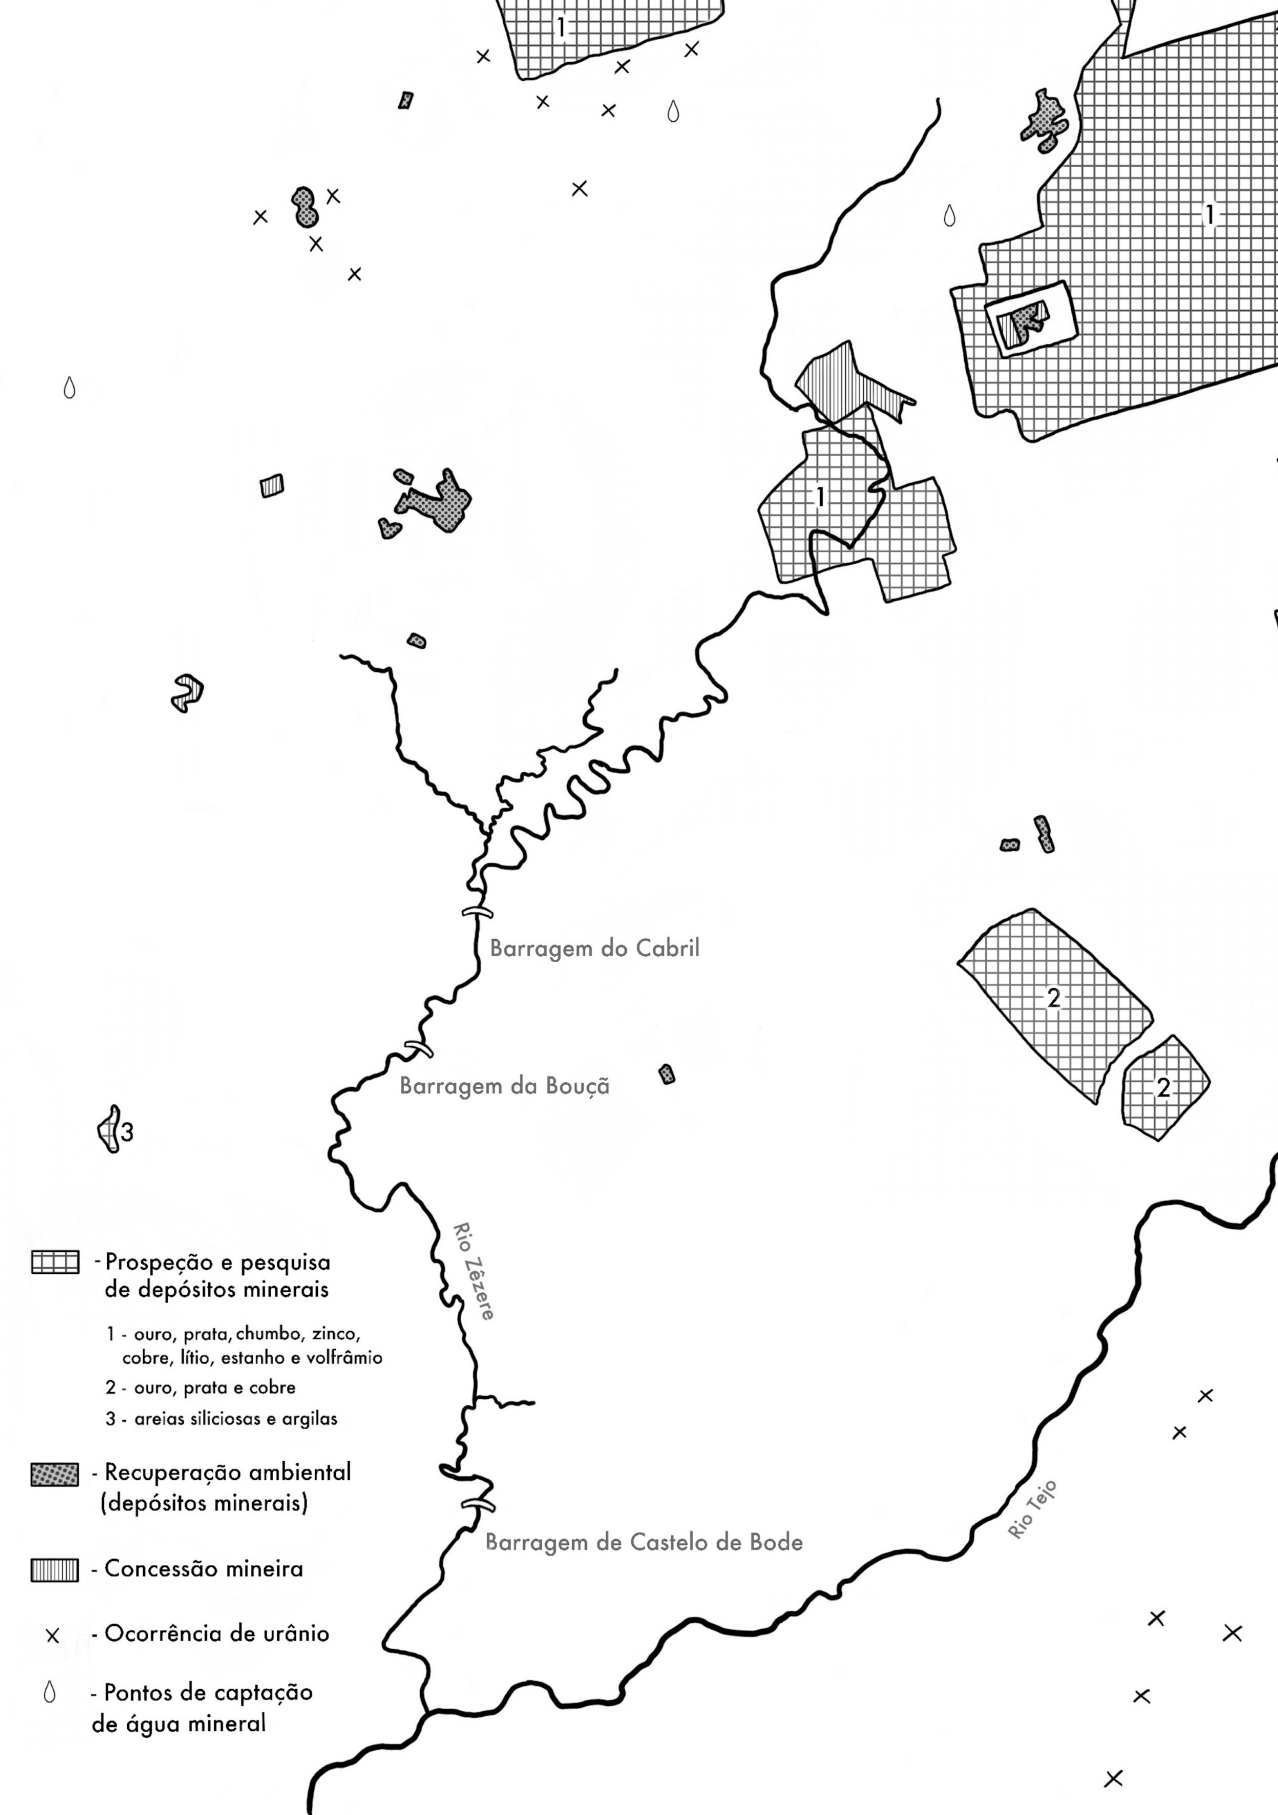 1
1
1
Barragem do Cabril
2
Barragem da Bouçã
2
3
Rio Zêzere
- Prospeção e pesquisa
de depósitos minerais
1 - ouro, prata, chumbo, zinco,
cobre, lítio, estanho e volfrâmio
2 - ouro, prata e cobre
3 - areias siliciosas e argilas
- Recuperação ambiental
(depósitos minerais)
Rio Tejo
Barragem de Castelo de Bode
- Concessão mineira
- Ocorrência de urânio
- Pontos de captação
de água mineral